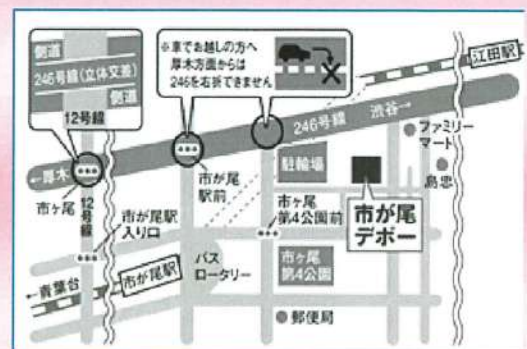 側道
246号線(立体交差)
側道
12号線
※車でお越しの方へ
厚木方面からは
246を右折できません
江田駅
246号線 渋谷→
ファミリー
マート
島忠
←厚木
市ヶ尾
12号線
市が尾
駅前
駐輪場
市が尾
デポー
市が尾駅
入り口
市ヶ尾
第4公園前
バス
ロータリー
市ヶ尾
第4公園
←青葉台
市が尾駅
郵便局